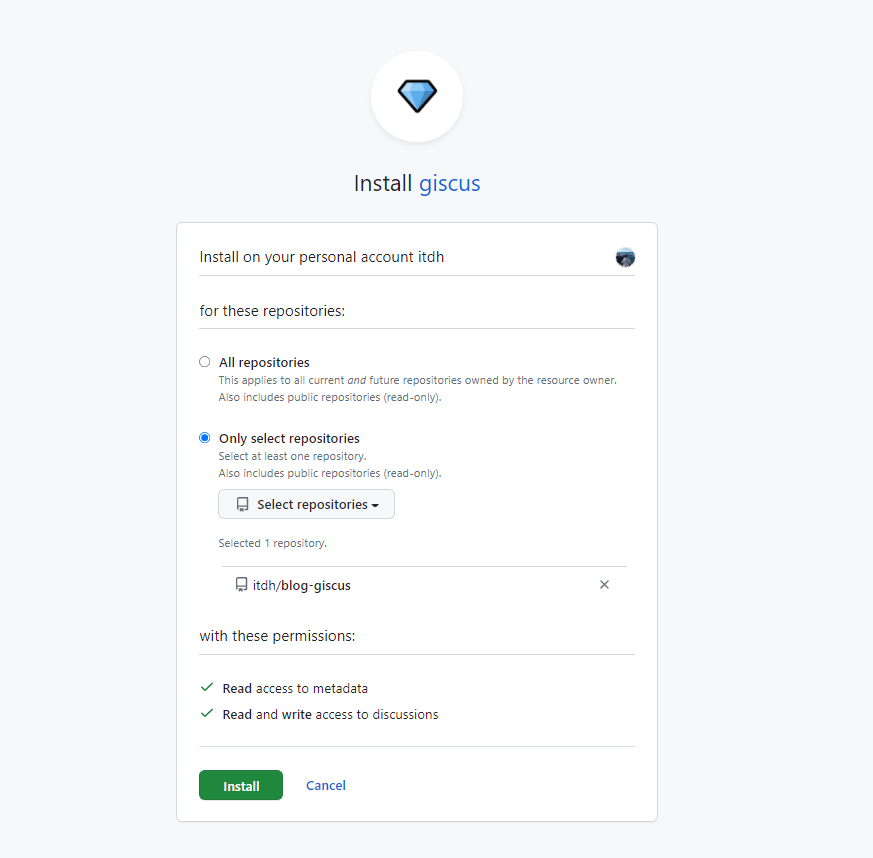 Install giscus
Install on your personal account itdh
for these repositories:
All repositories
This applies to all current and future repositories owned by the resource owner.
Also includes public repositories (read-only).
Only select repositories
Select at least one repository.
Also includes public repositories (read-only).
Select repositories
Selected 1 repository.
itdh/blog-giscus
with these permissions:
Read access to metadata
Read and write access to discussions
Install Cancel